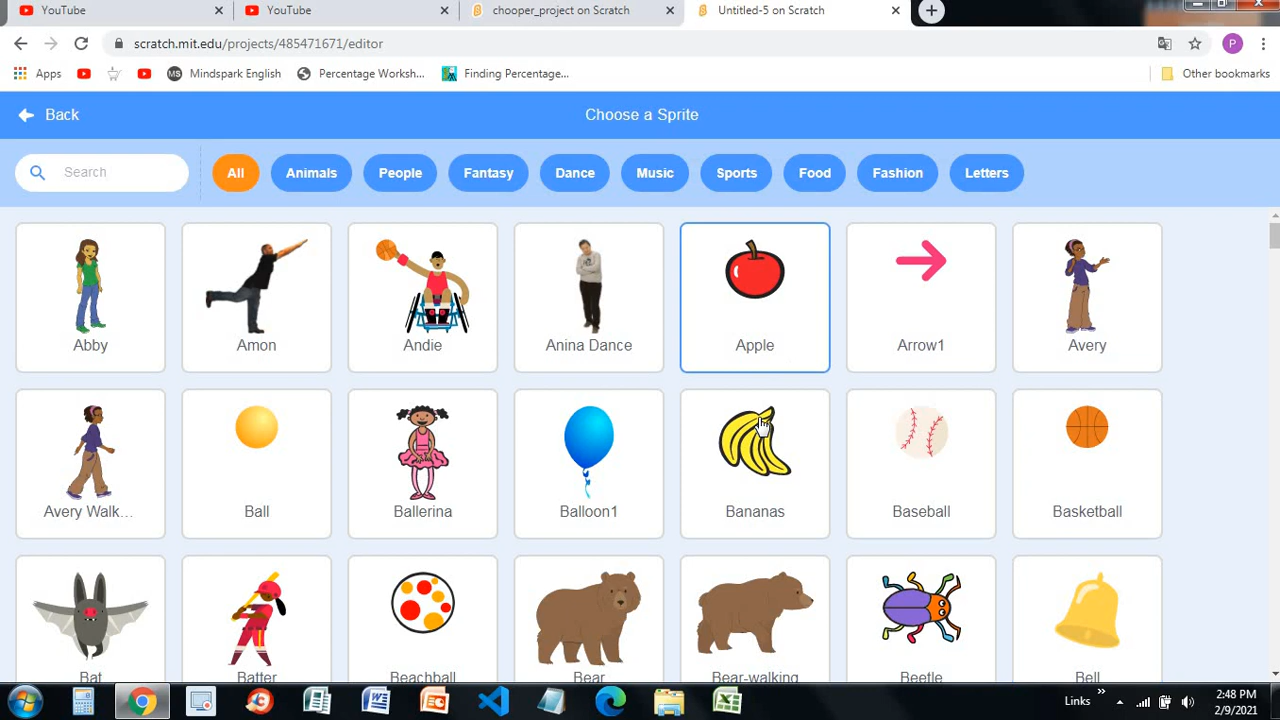 YouTube
YouTube
chooper_project on Scratch
Untitled-5 on Scratch
scratch.mit.edu/projects/485471671/editor
P
Apps
MS Mindspark English
Percentage Worksh...
Finding Percentage...
Other bookmarks
Back
Choose a Sprite
Search
All
Animals
People
Fantasy
Dance
Music
Sports
Food
Fashion
Letters
Abby
Amon
Andie
Anina Dance
Apple
Arrow1
Avery
Avery Walk...
Ball
Ballerina
Balloon1
Bananas
Baseball
Basketball
Bat
Batter
Beachball
Bear
Bear-walking
Beetle
Bell
Links
2:48 PM
2/9/2021